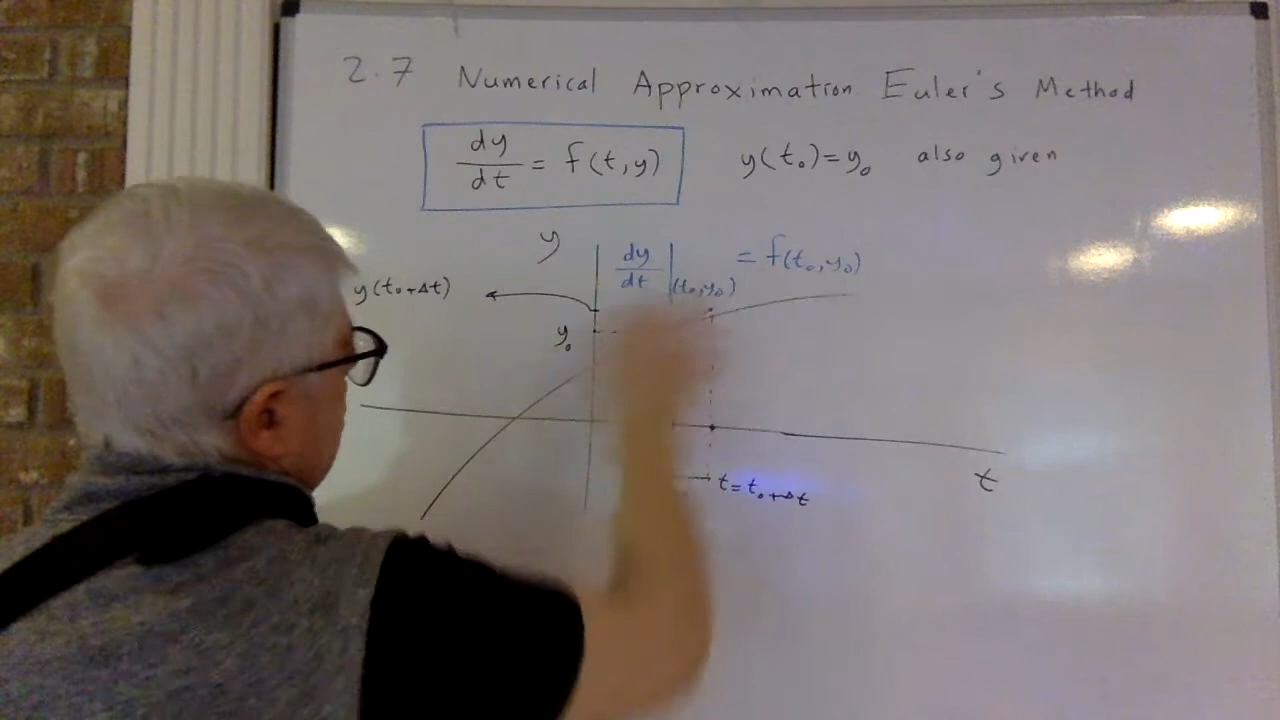 2.7 Numerical Approximation Euler's Method
dy/dt = f(t,y) y(t₀)=y₀ also given
y
dy/dt |(t₀,y₀) = f(t₀,y₀)
y(t₀+Δt)
y₀
t=t₀+Δt
t